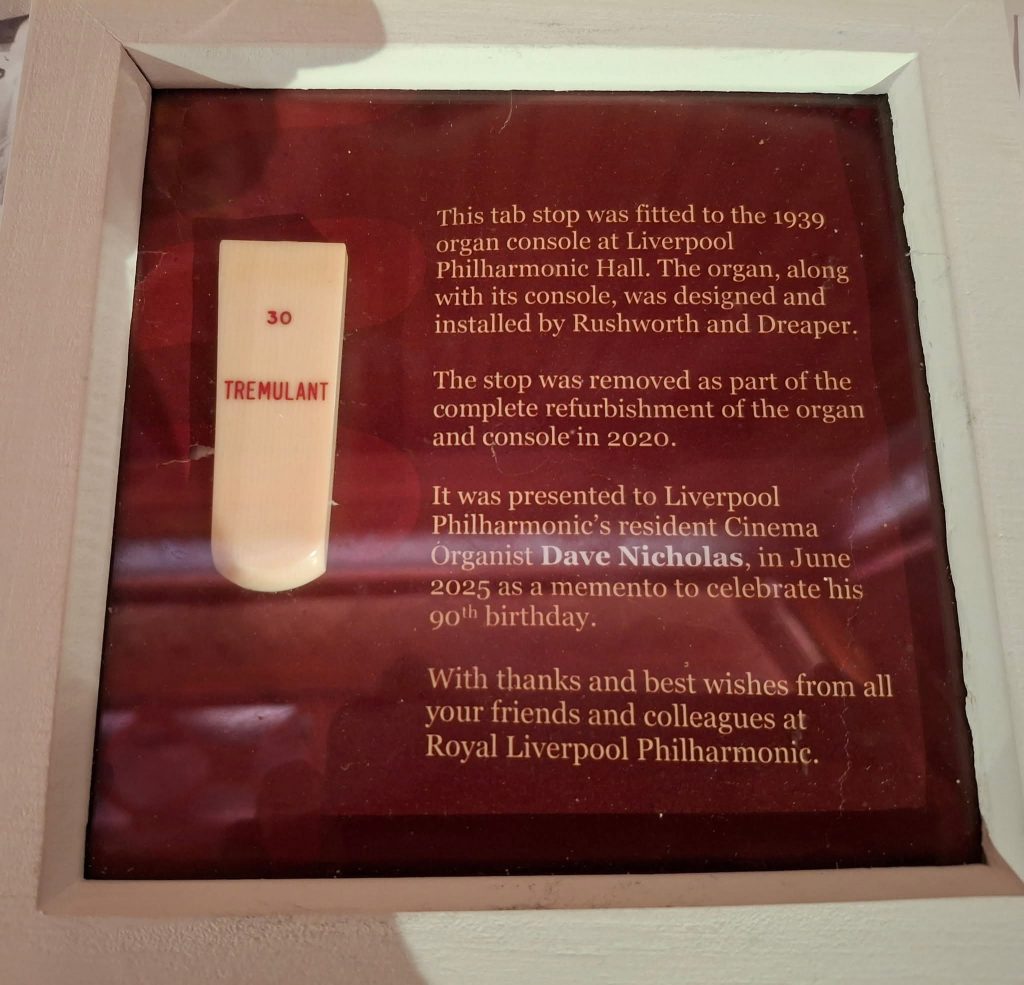 30
TREMULANT
This tab stop was fitted to the 1939
organ console at Liverpool
Philharmonic Hall. The organ, along
with its console, was designed and
installed by Rushworth and Dreaper.
The stop was removed as part of the
complete refurbishment of the organ
and console in 2020.
It was presented to Liverpool
Philharmonic’s resident Cinema
Organist Dave Nicholas, in June
2025 as a memento to celebrate his
90th birthday.
With thanks and best wishes from all
your friends and colleagues at
Royal Liverpool Philharmonic.